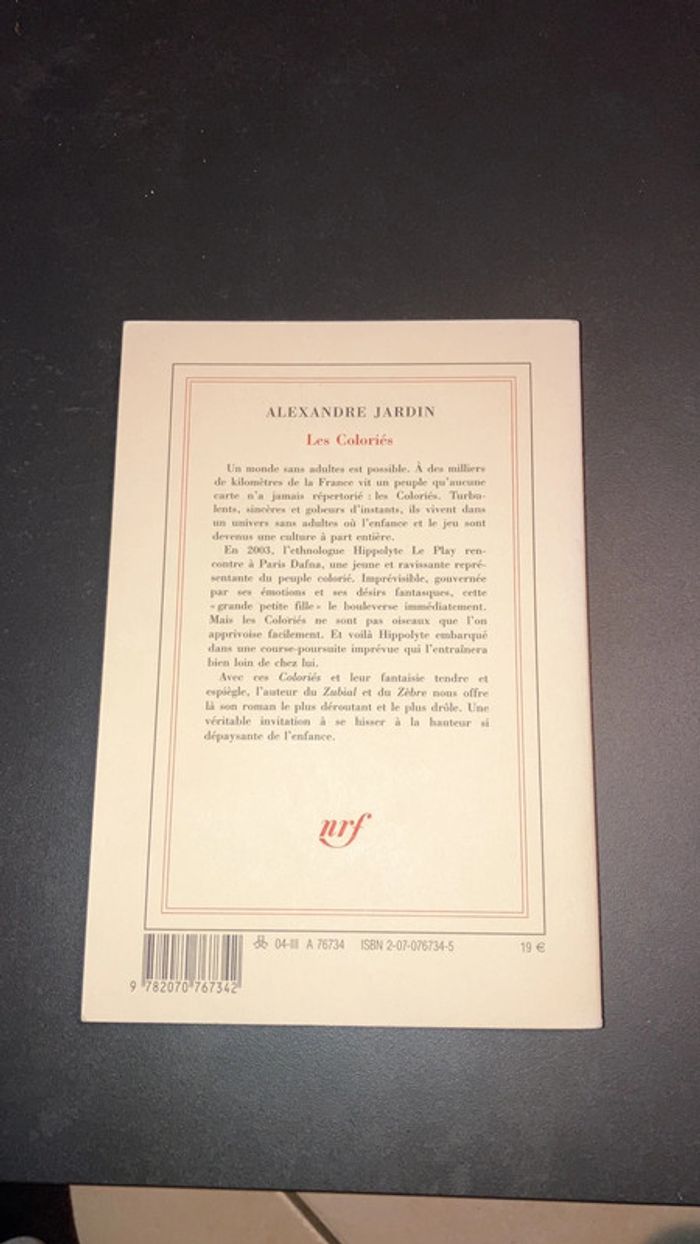 ALEXANDRE JARDIN
Les Coloriés
Un monde sans adultes est possible. À des milliers
de kilomètres de la France vit un peuple qu'aucune
carte n'a jamais répertorié : les Coloriés. Turbu-
lents, sincères et gobeurs d'instants, ils vivent dans
un univers sans adultes où l'enfance et le jeu sont
devenus une culture à part entière.
En 2003, l'ethnologue Hippolyte Le Play ren-
contre à Paris Dafna, une jeune et ravissante repré-
sentante du peuple colorié. Imprévisible, gouvernée
par ses émotions et ses désirs fantasques, cette
« grande petite fille » le bouleverse immédiatement.
Mais les Coloriés ne sont pas oiseaux que l'on
apprivoise facilement. Et voilà Hippolyte embarqué
dans une course-poursuite imprévue qui l'entraînera
bien loin de chez lui.
Avec ces Coloriés et leur fantaisie tendre et
espiègle, l'auteur du Zubial et du Zèbre nous offre
là son roman le plus déroutant et le plus drôle. Une
véritable invitation à se hisser à la hauteur si
dépaysante de l'enfance.
nrf
04-III A 76734 ISBN 2-07-076734-5 19 €
9 782070 767342